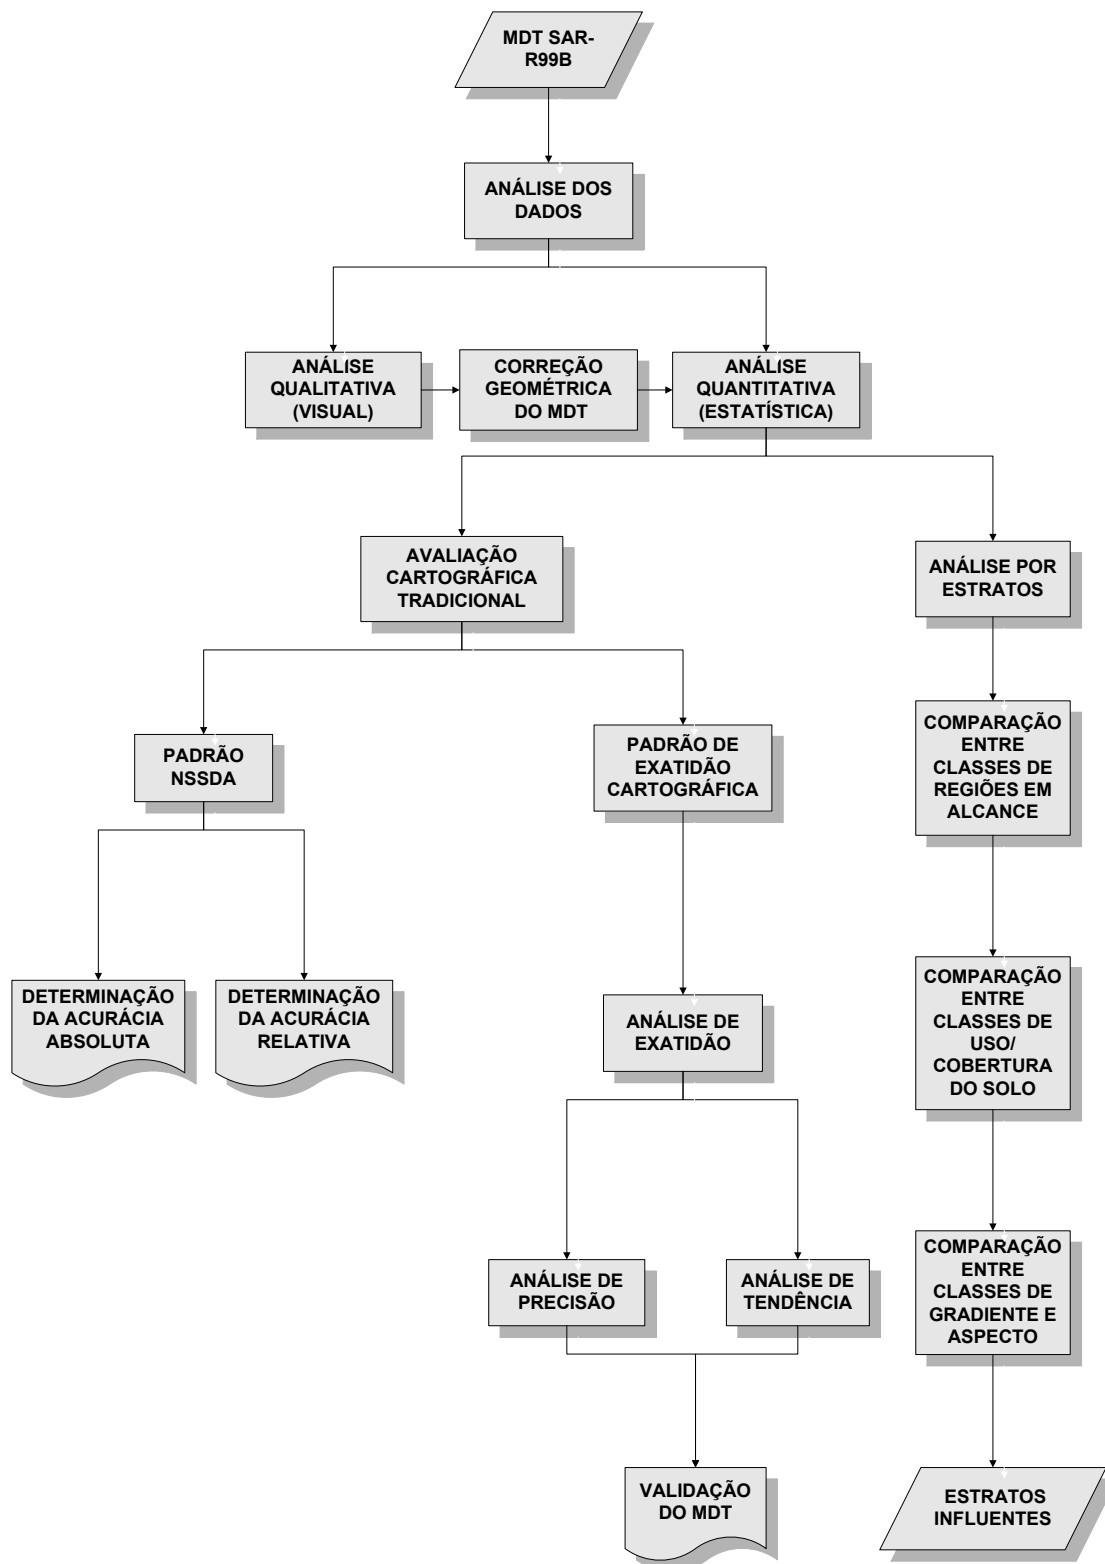 MDT SAR-
R99B
ANÁLISE DOS
DADOS
ANÁLISE
QUALITATIVA
(VISUAL)
CORREÇÃO
GEOMÉTRICA
DO MDT
ANÁLISE
QUANTITATIVA
(ESTATÍSTICA)
AVALIAÇÃO
CARTOGRÁFICA
TRADICIONAL
ANÁLISE POR
ESTRATOS
PADRÃO
NSSDA
PADRÃO DE
EXATIDÃO
CARTOGRÁFICA
COMPARAÇÃO
ENTRE
CLASSES DE
REGIÕES EM
ALCANCE
DETERMINAÇÃO
DA ACURÁCIA
ABSOLUTA
DETERMINAÇÃO
DA ACURÁCIA
RELATIVA
ANÁLISE DE
EXATIDÃO
COMPARAÇÃO
ENTRE
CLASSES DE
USO/
COBERTURA
DO SOLO
ANÁLISE DE
PRECISÃO
ANÁLISE DE
TENDÊNCIA
COMPARAÇÃO
ENTRE
CLASSES DE
GRADIENTE E
ASPECTO
VALIDAÇÃO
DO MDT
ESTRATOS
INFLUENTES